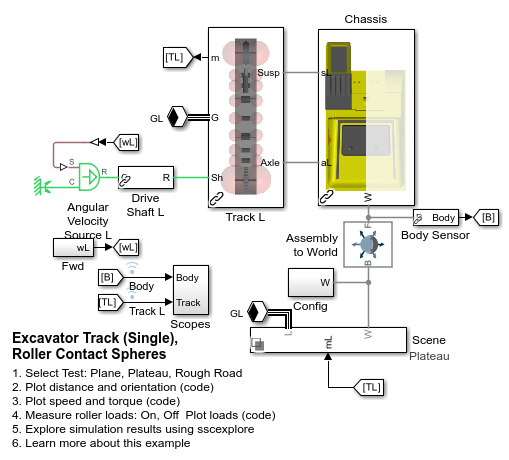 Chassis
[TL]
m
Susp
sL
GL
G
[wL]
S
R
C
R
Sh
Axle
aL
W
Drive
Shaft L
Angular
Velocity
Source L
Track L
F
B
Body
[B]
Body Sensor
Assembly
to World
wL
[wL]
Fwd
B
[B]
Body
Body
[TL]
Track L
Track
Scopes
W
Config
GL
L
mL
W
Scene
Plateau
[TL]
Excavator Track (Single),
Roller Contact Spheres
1. Select Test: Plane, Plateau, Rough Road
2. Plot distance and orientation (code)
3. Plot speed and torque (code)
4. Measure roller loads: On, Off  Plot loads (code)
5. Explore simulation results using sscexplore
6. Learn more about this example